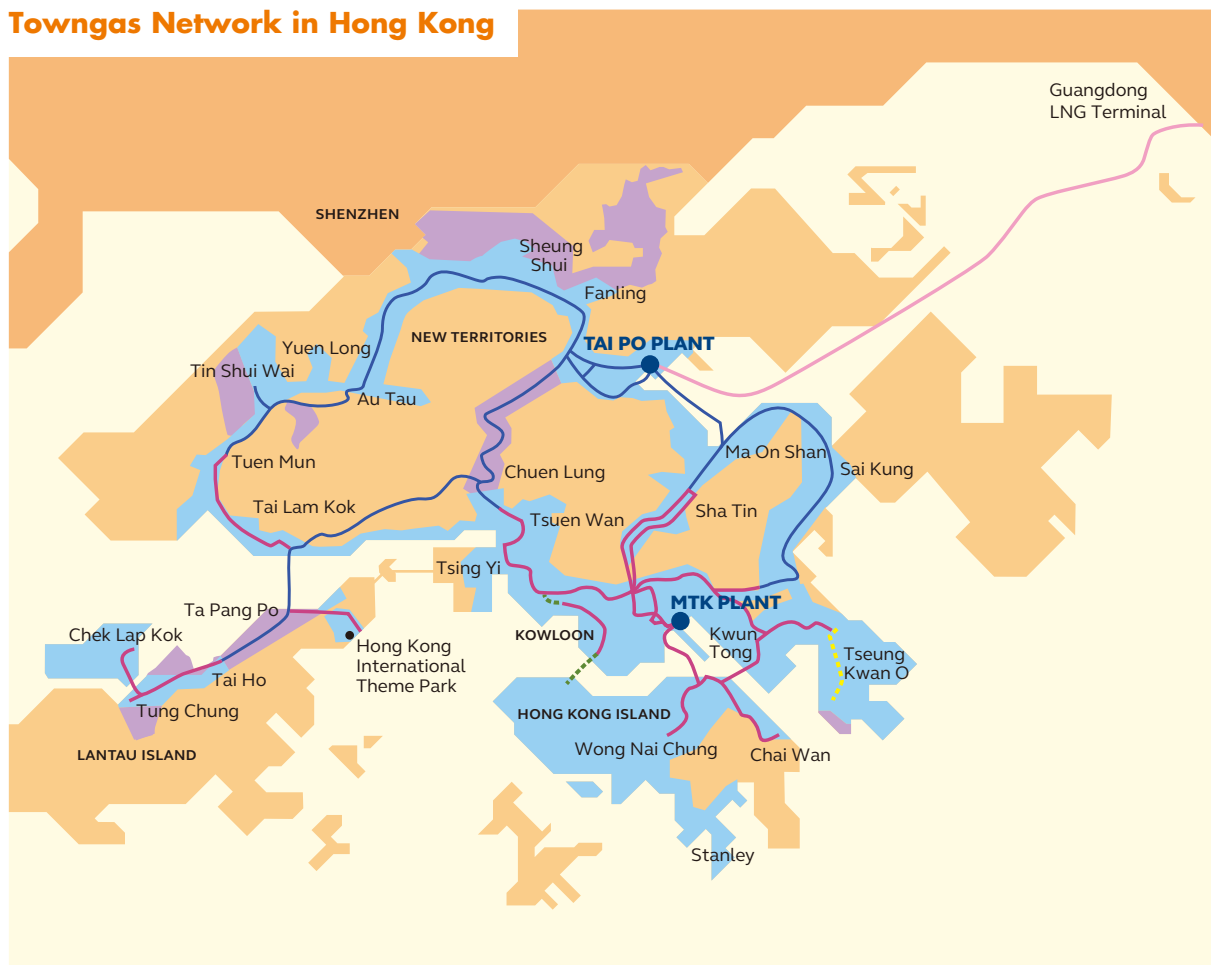 Towngas Network in Hong Kong
Guangdong
LNG Terminal
SHENZHEN
Sheung
Shui
Fanling
NEW TERRITORIES
TAI PO PLANT
Yuen Long
Tin Shui Wai
Au Tau
Ma On Shan
Sai Kung
Tuen Mun
Chuen Lung
Tai Lam Kok
Tsuen Wan
Sha Tin
Tsing Yi
Ta Pang Po
MTK PLANT
Chek Lap Kok
KOWLOON
Kwun
Tong
Hong Kong
International
Theme Park
Tseung
Kwan O
Tai Ho
Tung Chung
HONG KONG ISLAND
LANTAU ISLAND
Wong Nai Chung
Chai Wan
Stanley